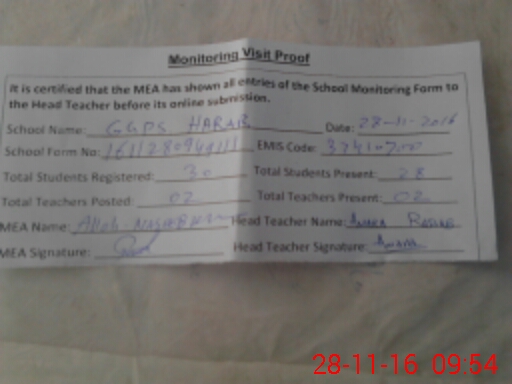 Monitoring Visit Proof
It is certified that the MEA has shown all entries of the School Monitoring Form to
the Head Teacher before its online submission.
School Name: GGPS HARAB Date: 28-11-2016
School Form No: EMIS Code:
Total Students Registered: 30 Total Students Present: 28
Total Teachers Posted: 02 Total Teachers Present: 02
MEA Name: Allah Head Teacher Name:
MEA Signature: Head Teacher Signature:
28-11-16 09:54